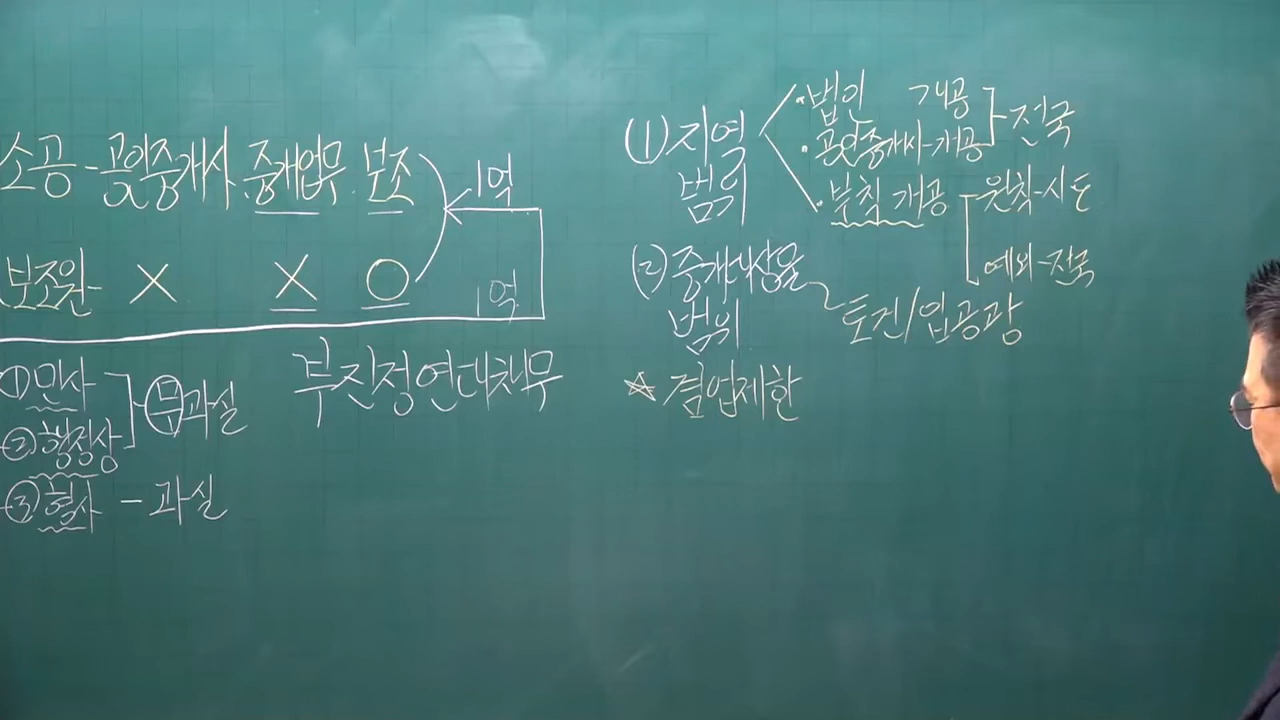 소공-공인중개사. 중개업무. 보조
1억
보조원- X X O
1억
①민사
②행정상
무과실
③형사 - 과실
부진정연대채무
(1)지역
범위
·법인 개공
·공인중개사-개공
전국
·부칙 개공
원칙-시·도
예외-전국
(2)중개대상물
범위
토건/입공광
☆겸업제한